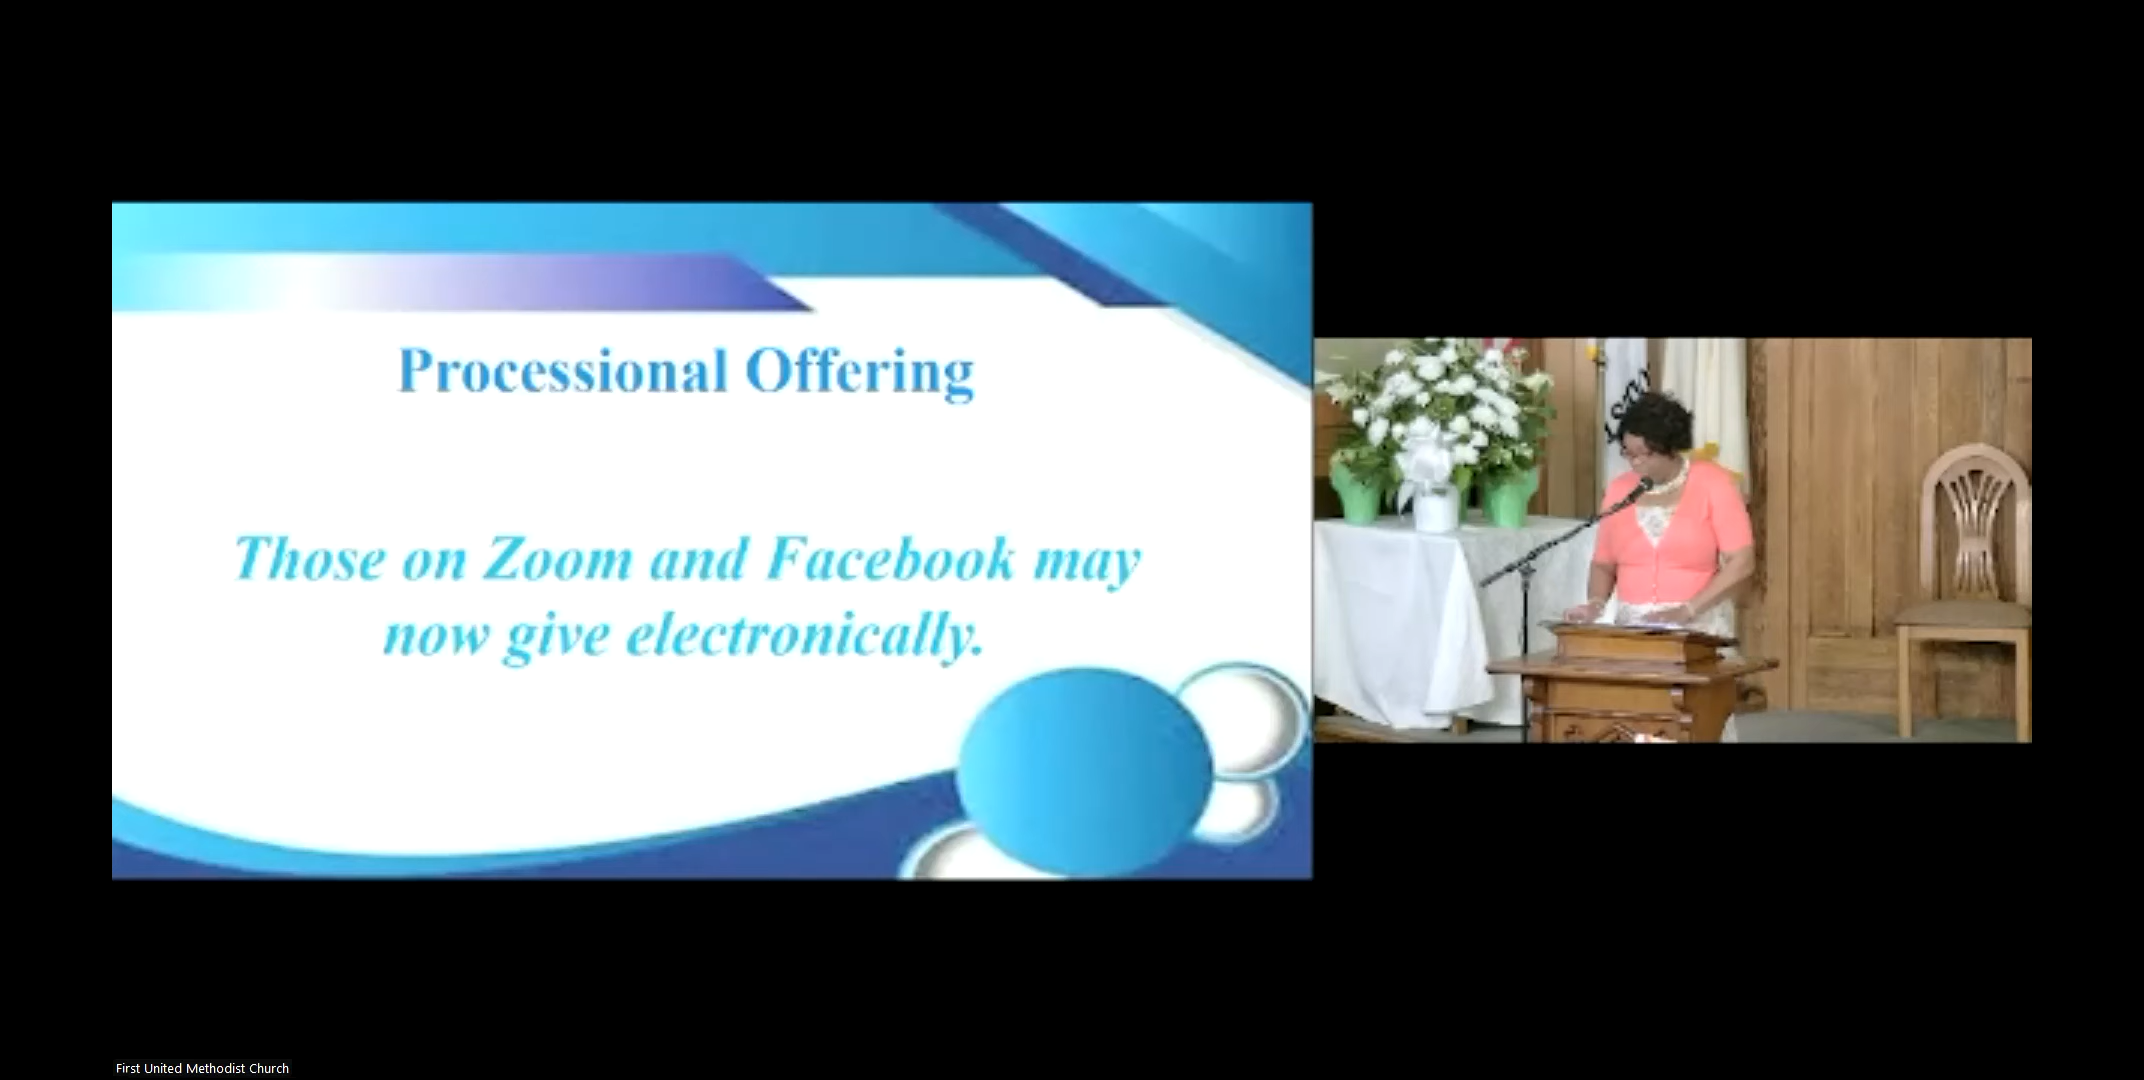 Processional Offering
Those on Zoom and Facebook may
now give electronically.
First United Methodist Church